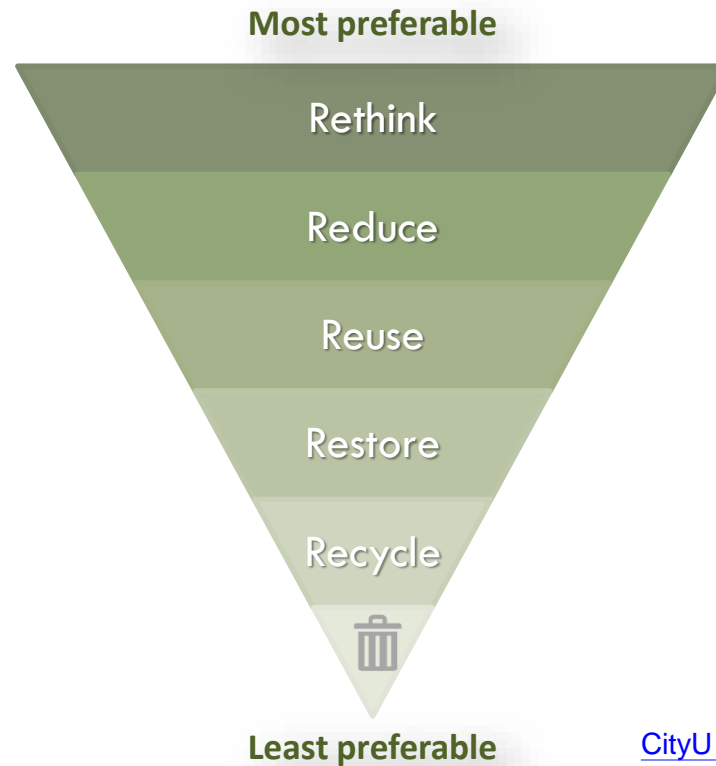 Most preferable
Rethink
Reduce
Reuse
Restore
Recycle
Least preferable
CityU